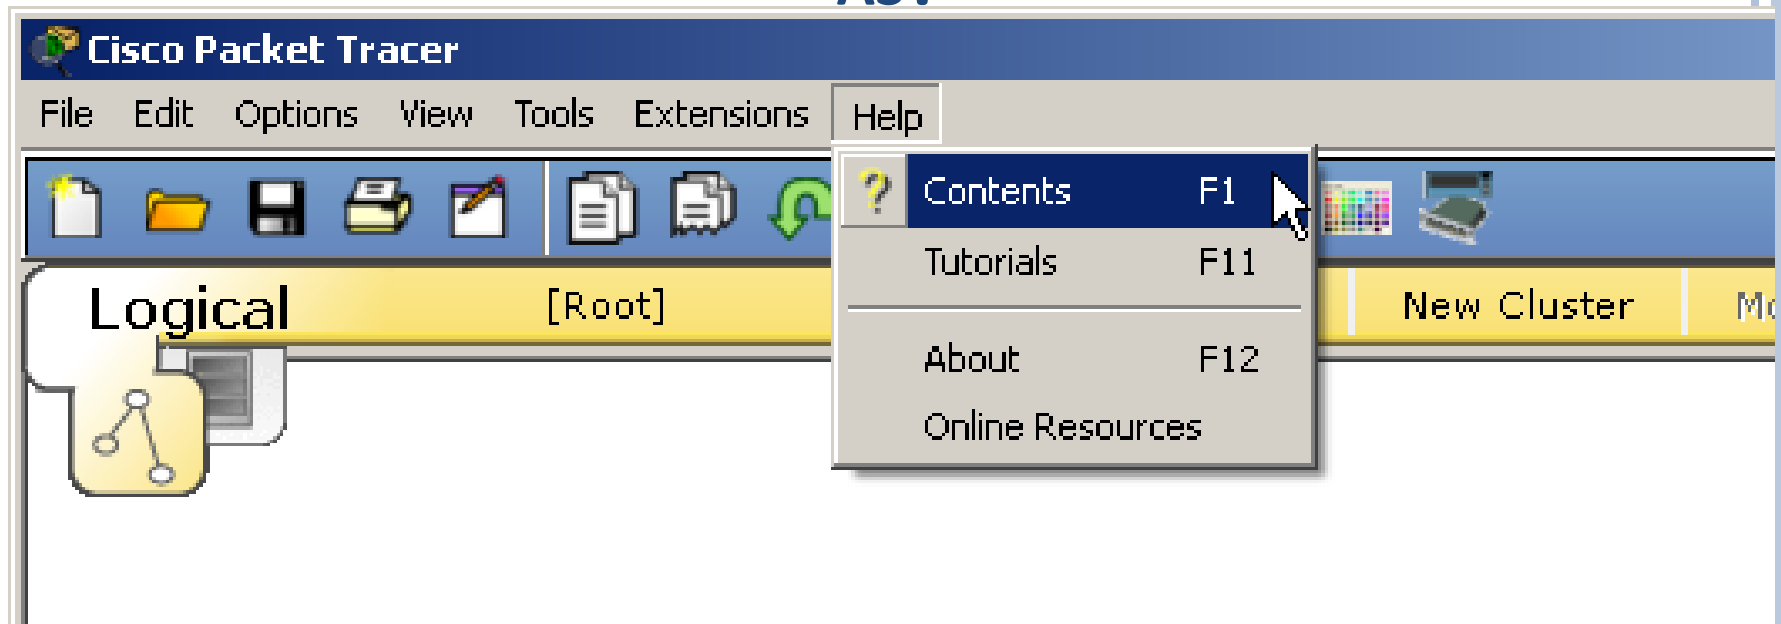 Cisco Packet Tracer
File Edit Options View Tools Extensions Help
? Contents F1
Tutorials F11
Logical [Root] New Cluster
About F12
Online Resources